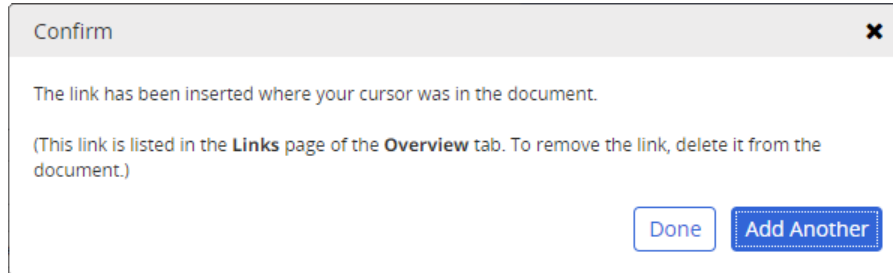 Confirm
The link has been inserted where your cursor was in the document.
(This link is listed in the Links page of the Overview tab. To remove the link, delete it from the
document.)
Done
Add Another